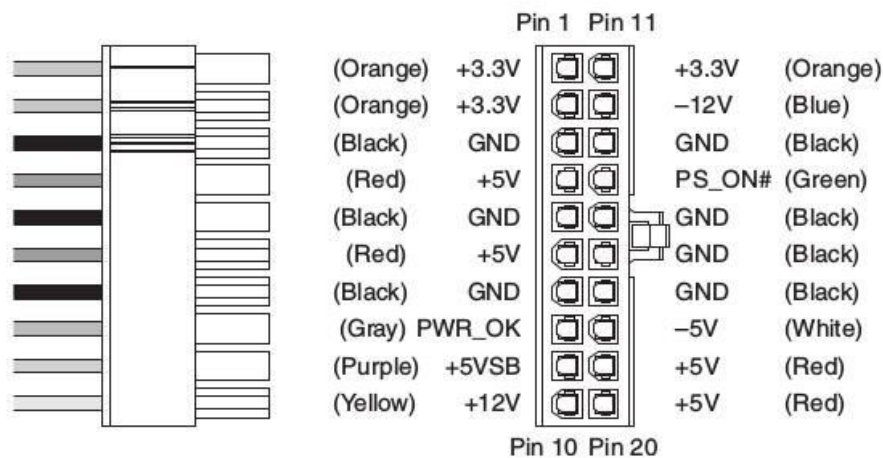 Pin 1 Pin 11
(Orange) +3.3V +3.3V (Orange)
(Orange) +3.3V –12V (Blue)
(Black) GND GND (Black)
(Red) +5V PS_ON# (Green)
(Black) GND GND (Black)
(Red) +5V GND (Black)
(Black) GND GND (Black)
(Gray) PWR_OK –5V (White)
(Purple) +5VSB +5V (Red)
(Yellow) +12V +5V (Red)
Pin 10 Pin 20